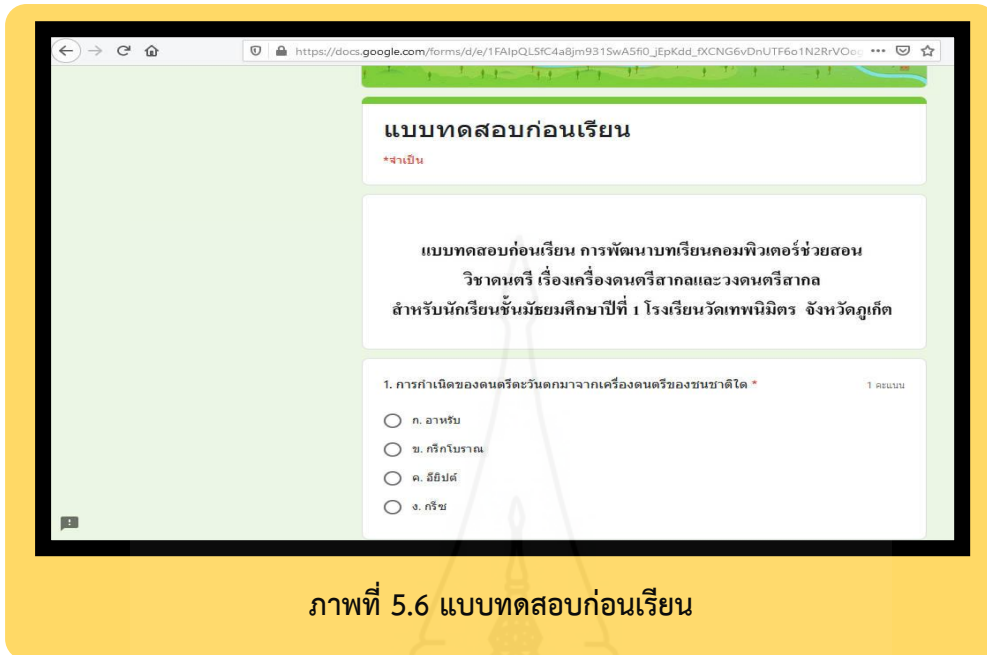 https://docs.google.com/forms/d/e/1FAIpQLSfC4a8jm931SwA5fi0_jEpKdd_fXCNG6vDnUTF6o1N2RrVOog
แบบทดสอบก่อนเรียน
*จำเป็น
แบบทดสอบก่อนเรียน การพัฒนาบทเรียนคอมพิวเตอร์ช่วยสอน
วิชาดนตรี เรื่องเครื่องดนตรีสากลและวงดนตรีสากล
สำหรับนักเรียนชั้นมัธยมศึกษาปีที่ 1 โรงเรียนวัดเทพนิมิตร จังหวัดภูเก็ต
1. การกำเนิดของดนตรีตะวันตกมาจากเครื่องดนตรีของชนชาติใด * 1 คะแนน
ก. อาหรับ
ข. กรีกโบราณ
ค. อียิปต์
ง. กรีซ
ภาพที่ 5.6 แบบทดสอบก่อนเรียน